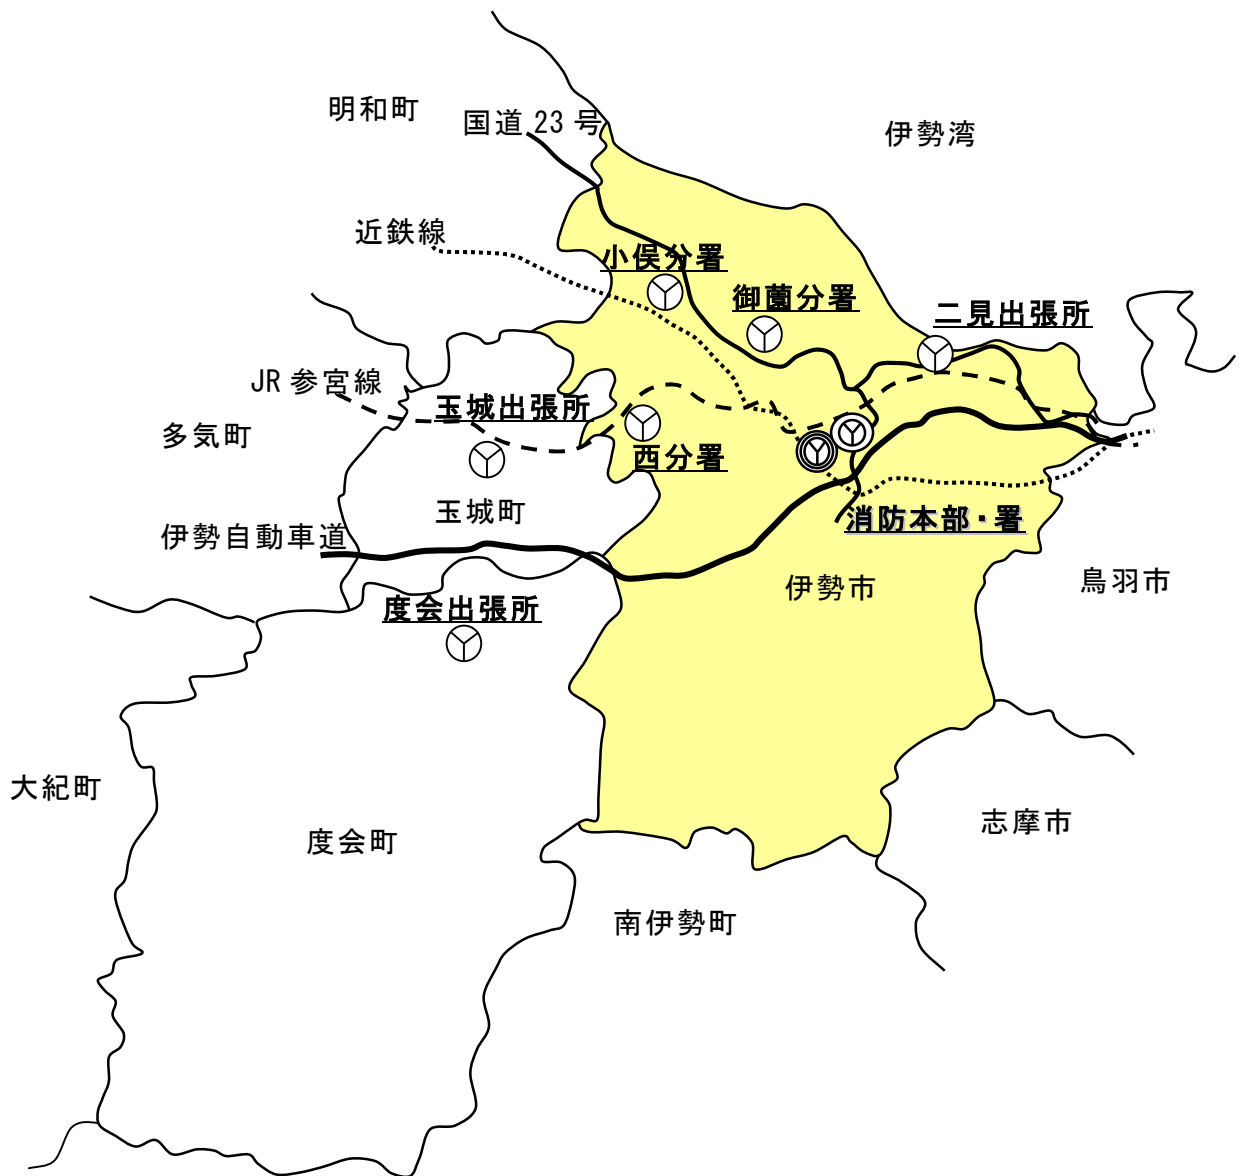 明和町
国道 23 号
伊勢湾
近鉄線
小俣分署
御薗分署
二見出張所
JR 参宮線
玉城出張所
多気町
西分署
玉城町
消防本部・署
伊勢自動車道
伊勢市
鳥羽市
度会出張所
大紀町
志摩市
度会町
南伊勢町